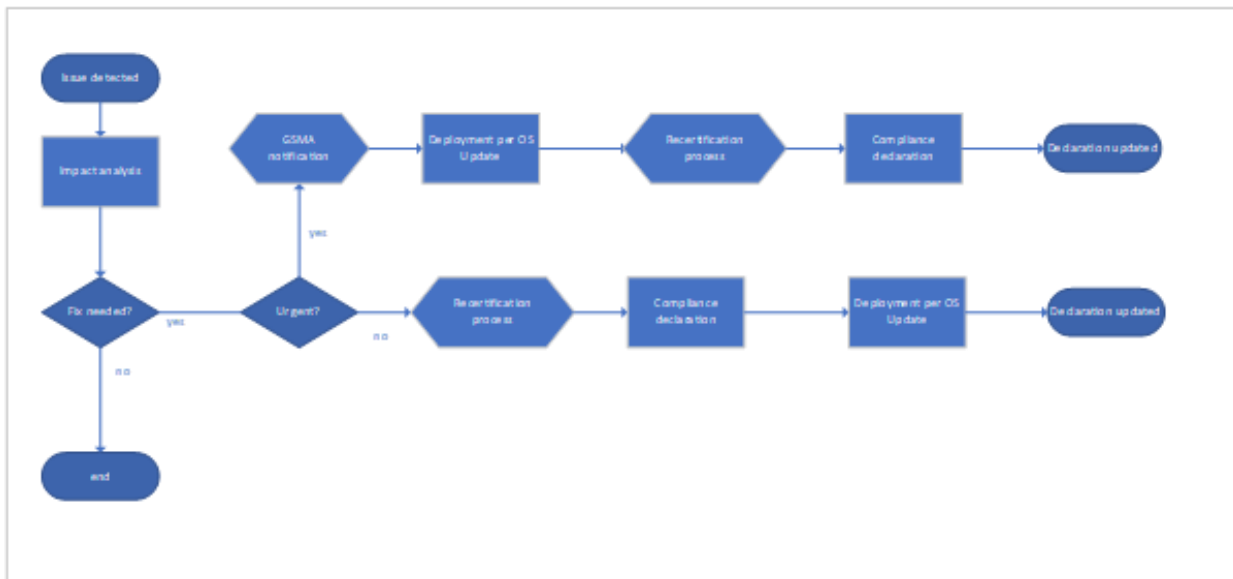 Issue detected
Impact analysis
Fix needed?
yes
no
end
Urgent?
yes
no
GSMA
notification
Deployment per OS
Update
Recertification
process
Compliance
declaration
Declaration updated
Recertification
process
Compliance
declaration
Deployment per OS
Update
Declaration updated